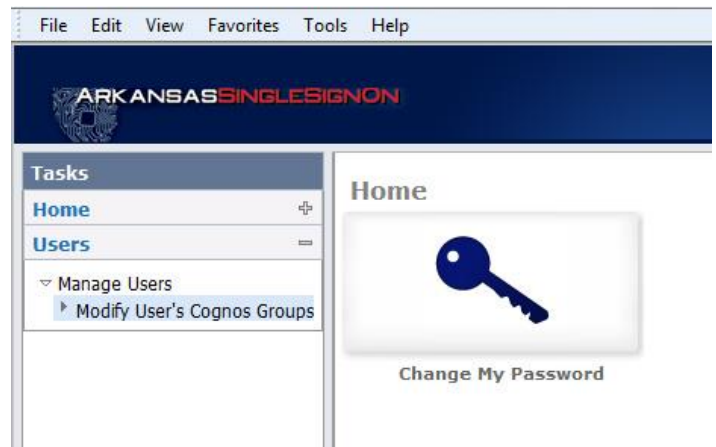 File Edit View Favorites Tools Help
ARKANSASSINGLESIGNON
Tasks
Home
Users
Manage Users
Modify User's Cognos Groups
Home
Change My Password